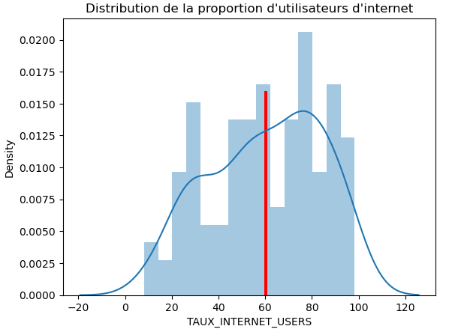 Distribution de la proportion d'utilisateurs d'internet
0.0200
0.0175
0.0150
0.0125
0.0100
0.0075
0.0050
0.0025
0.0000
Density
−20 0 20 40 60 80 100 120
TAUX_INTERNET_USERS